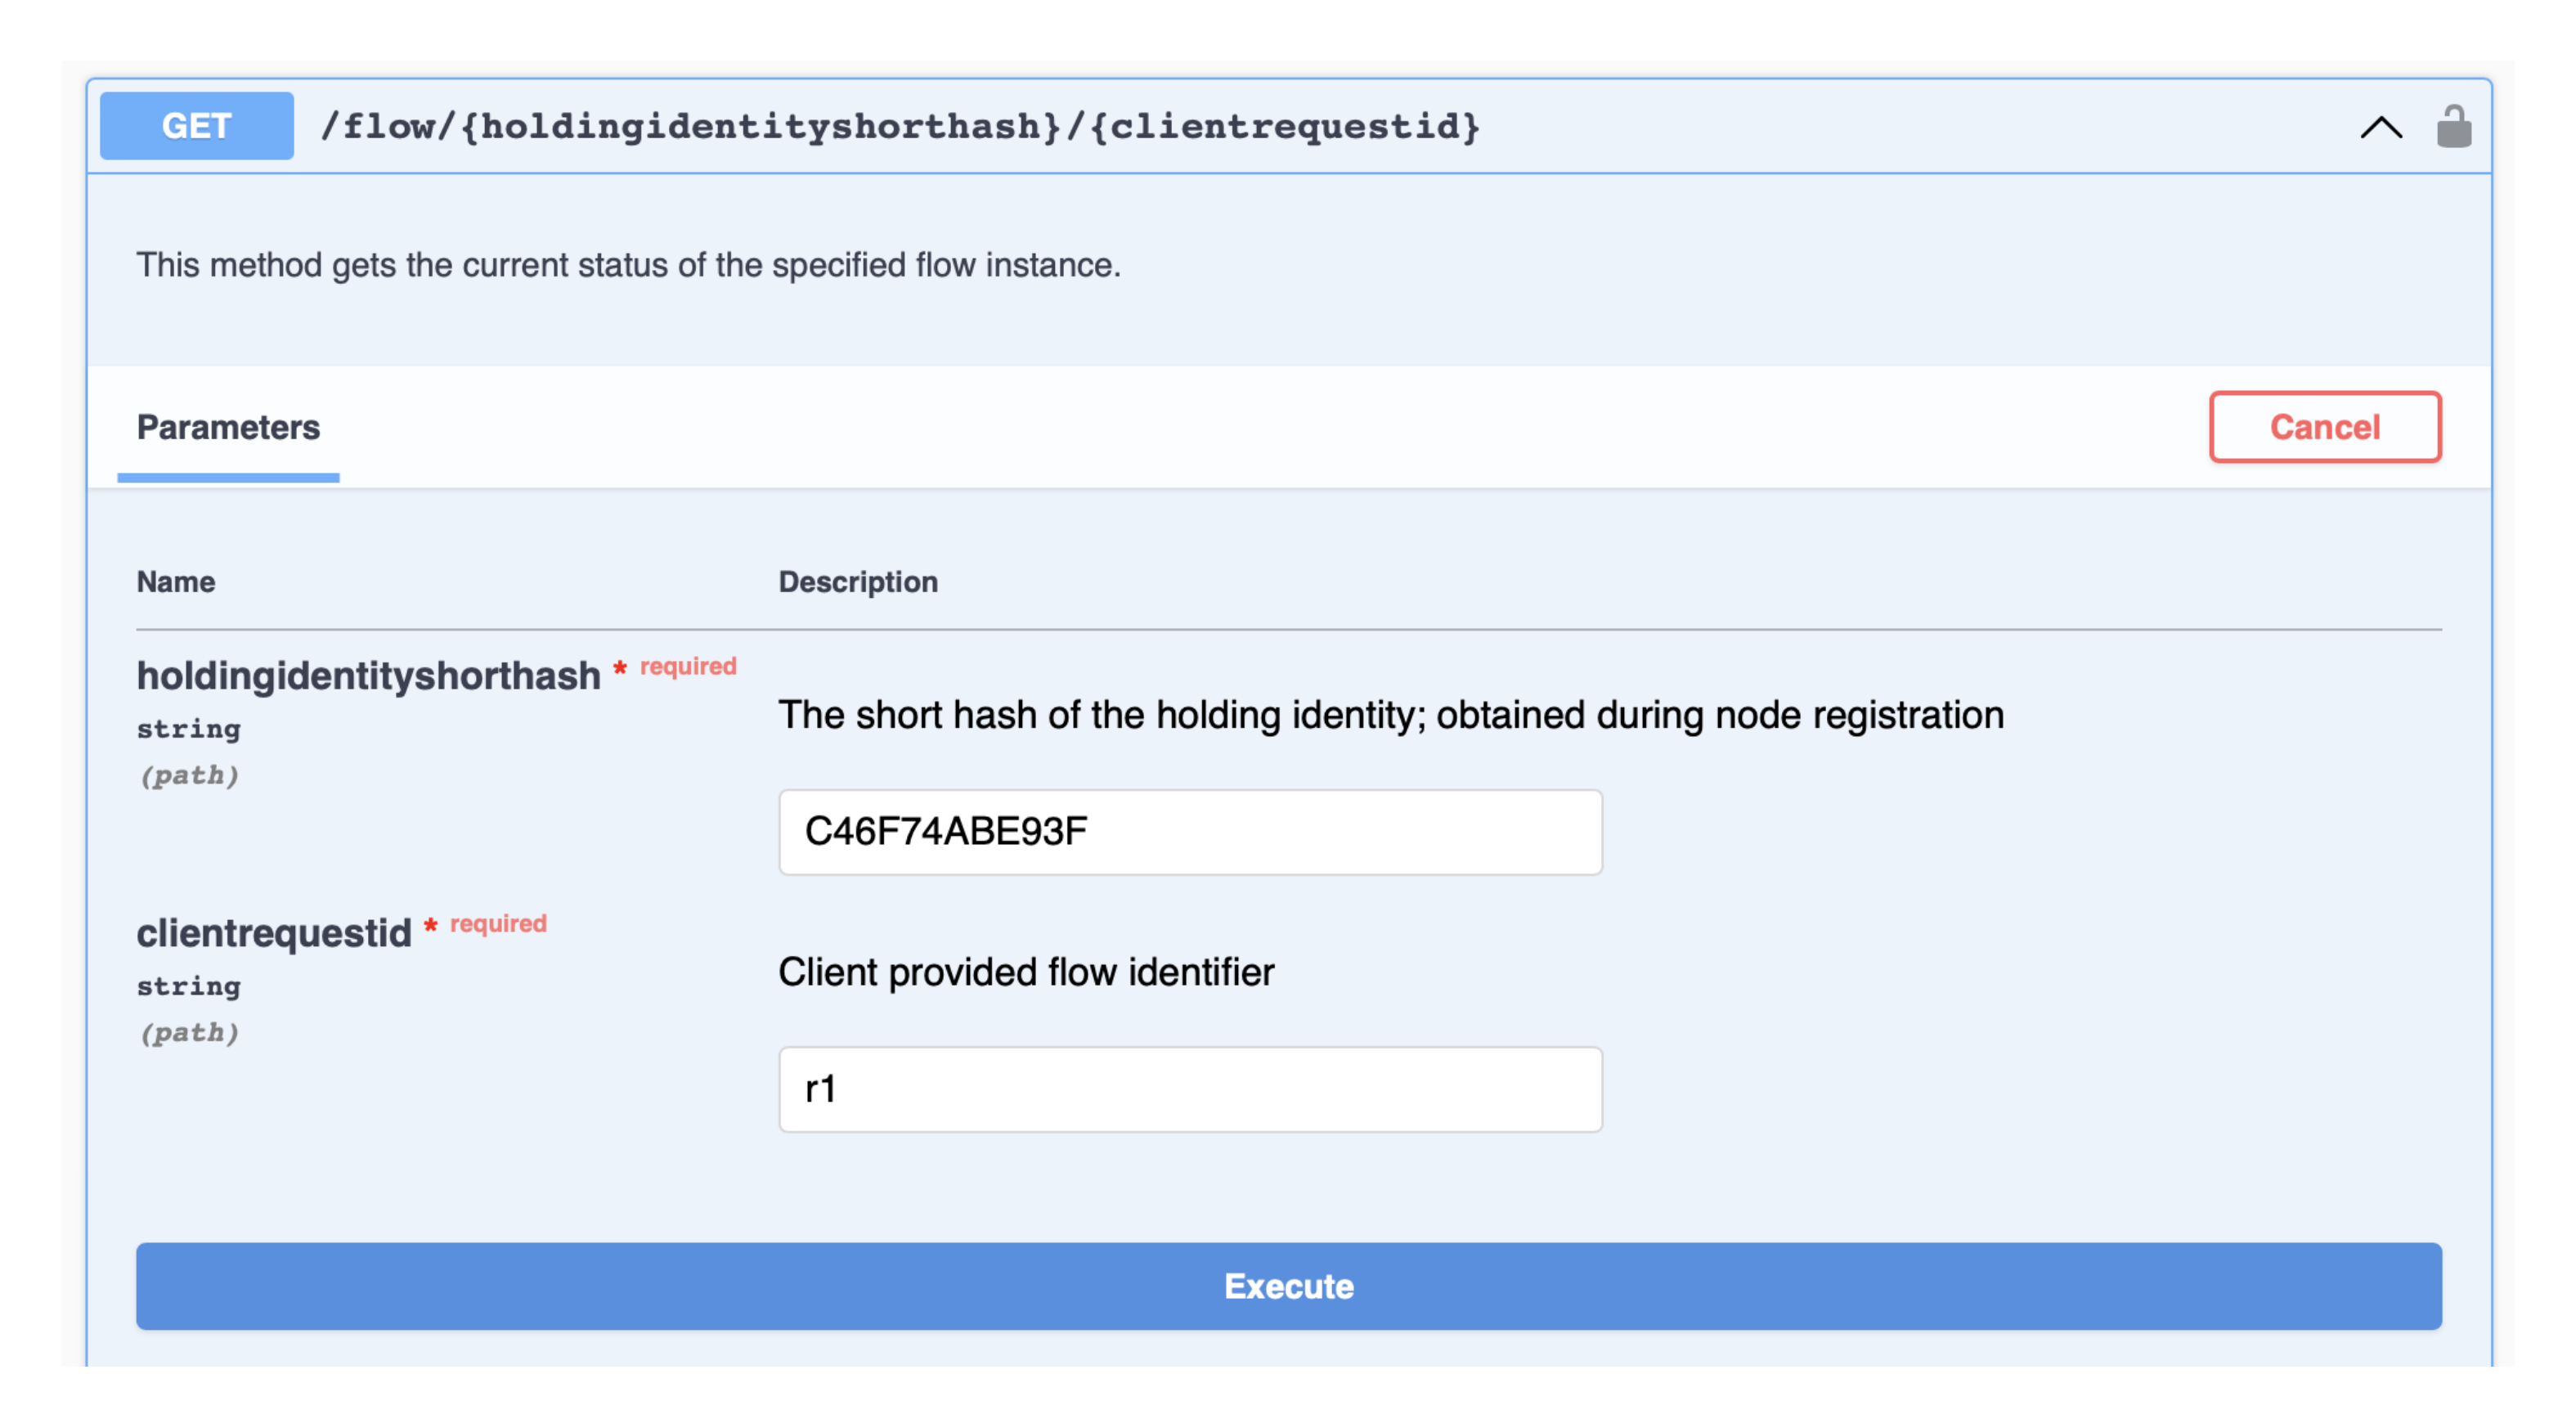 GET /flow/{holdingidentityshorthash}/{clientrequestid}
This method gets the current status of the specified flow instance.
Parameters
Cancel
Name Description
holdingidentityshorthash * required
string
(path)
The short hash of the holding identity; obtained during node registration
C46F74ABE93F
clientrequestid * required
string
(path)
Client provided flow identifier
r1
Execute